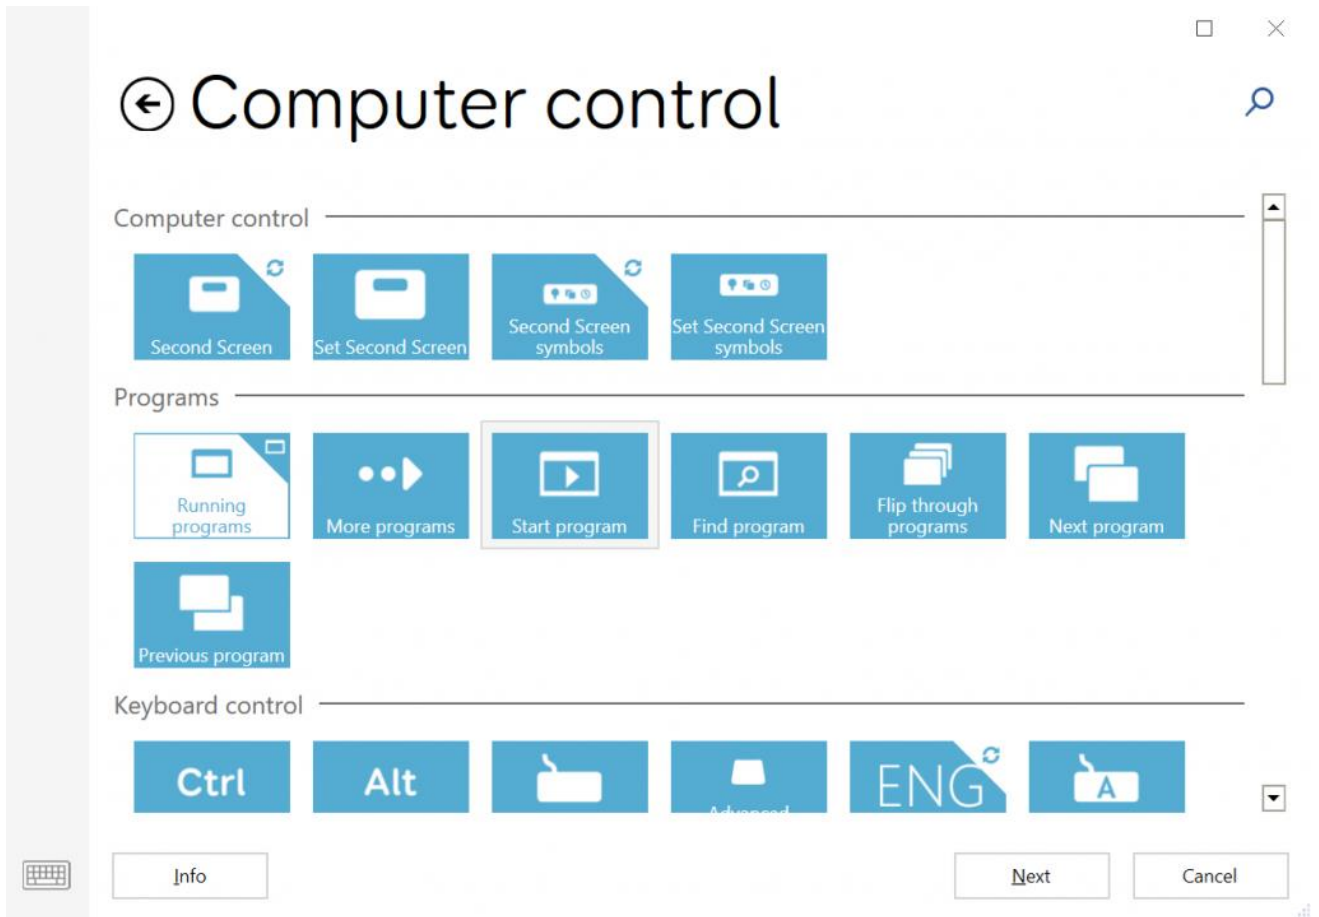 Computer control
Computer control
Second Screen
Set Second Screen
Second Screen
symbols
Set Second Screen
symbols
Programs
Running
programs
More programs
Start program
Find program
Flip through
programs
Next program
Previous program
Keyboard control
Ctrl
Alt
Advanced
ENG
A
Info
Next
Cancel